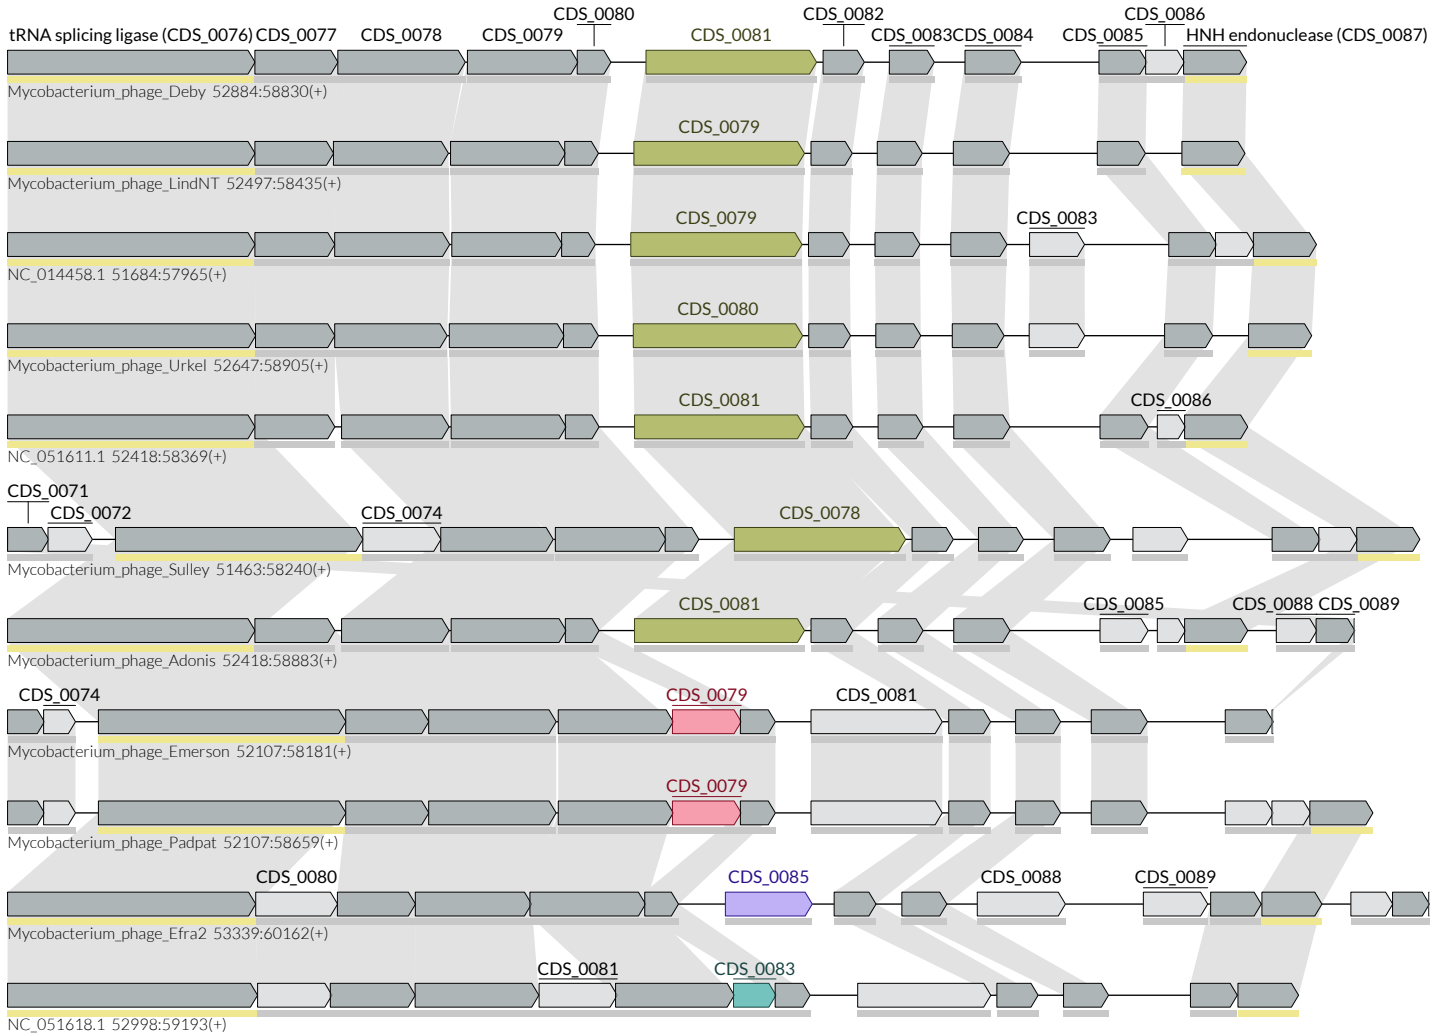 CDS_0080 CDS_0082 CDS_0086
tRNA splicing ligase (CDS_0076) CDS_0077 CDS_0078 CDS_0079 CDS_0081 CDS_0083 CDS_0084 CDS_0085 HNH endonuclease (CDS_0087)
Mycobacterium_phage_Deby 52884:58830(+)
CDS_0079
Mycobacterium_phage_LindNT 52497:58435(+)
CDS_0079 CDS_0083
NC_014458.1 51684:57965(+)
CDS_0080
Mycobacterium_phage_Urkel 52647:58905(+)
CDS_0081 CDS_0086
NC_051611.1 52418:58369(+)
CDS_0071
CDS_0072 CDS_0074 CDS_0078
Mycobacterium_phage_Sulley 51463:58240(+)
CDS_0081 CDS_0085 CDS_0088 CDS_0089
Mycobacterium_phage_Adonis 52418:58883(+)
CDS_0074 CDS_0079 CDS_0081
Mycobacterium_phage_Emerson 52107:58181(+)
CDS_0079
Mycobacterium_phage_Padpat 52107:58659(+)
CDS_0080 CDS_0085 CDS_0088 CDS_0089
Mycobacterium_phage_Efra2 53339:60162(+)
CDS_0081 CDS_0083
NC_051618.1 52998:59193(+)